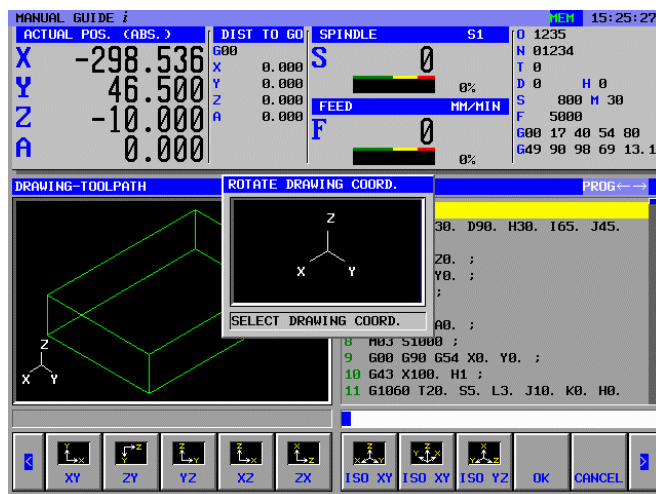 MANUAL GUIDE i
MEM 15:25:27
ACTUAL POS. (ABS.)
X -298.536
Y 46.500
Z -10.000
A 0.000
DIST TO GO
G00
X 0.000
Y 0.000
Z 0.000
A 0.000
SPINDLE S1
S 0
0%
FEED MM/MIN
F 0
0%
O 1235
N 01234
T 0
D 0 H 0
S 800 M 30
F 5000
G00 17 40 54 80
G49 90 98 69 13.1
DRAWING-TOOLPATH
Z
X Y
ROTATE DRAWING COORD.
Z
X Y
SELECT DRAWING COORD.
PROG←→
30. D90. H30. I65. J45.
Z0. ;
Y0. ;
;
A0. ;
8 M03 S1000 ;
9 G00 G90 G54 X0. Y0. ;
10 G43 X100. H1 ;
11 G1060 T20. S5. L3. J10. K0. H0.
< XY ZY YZ XZ ZX ISO XY ISO XY ISO YZ OK CANCEL >